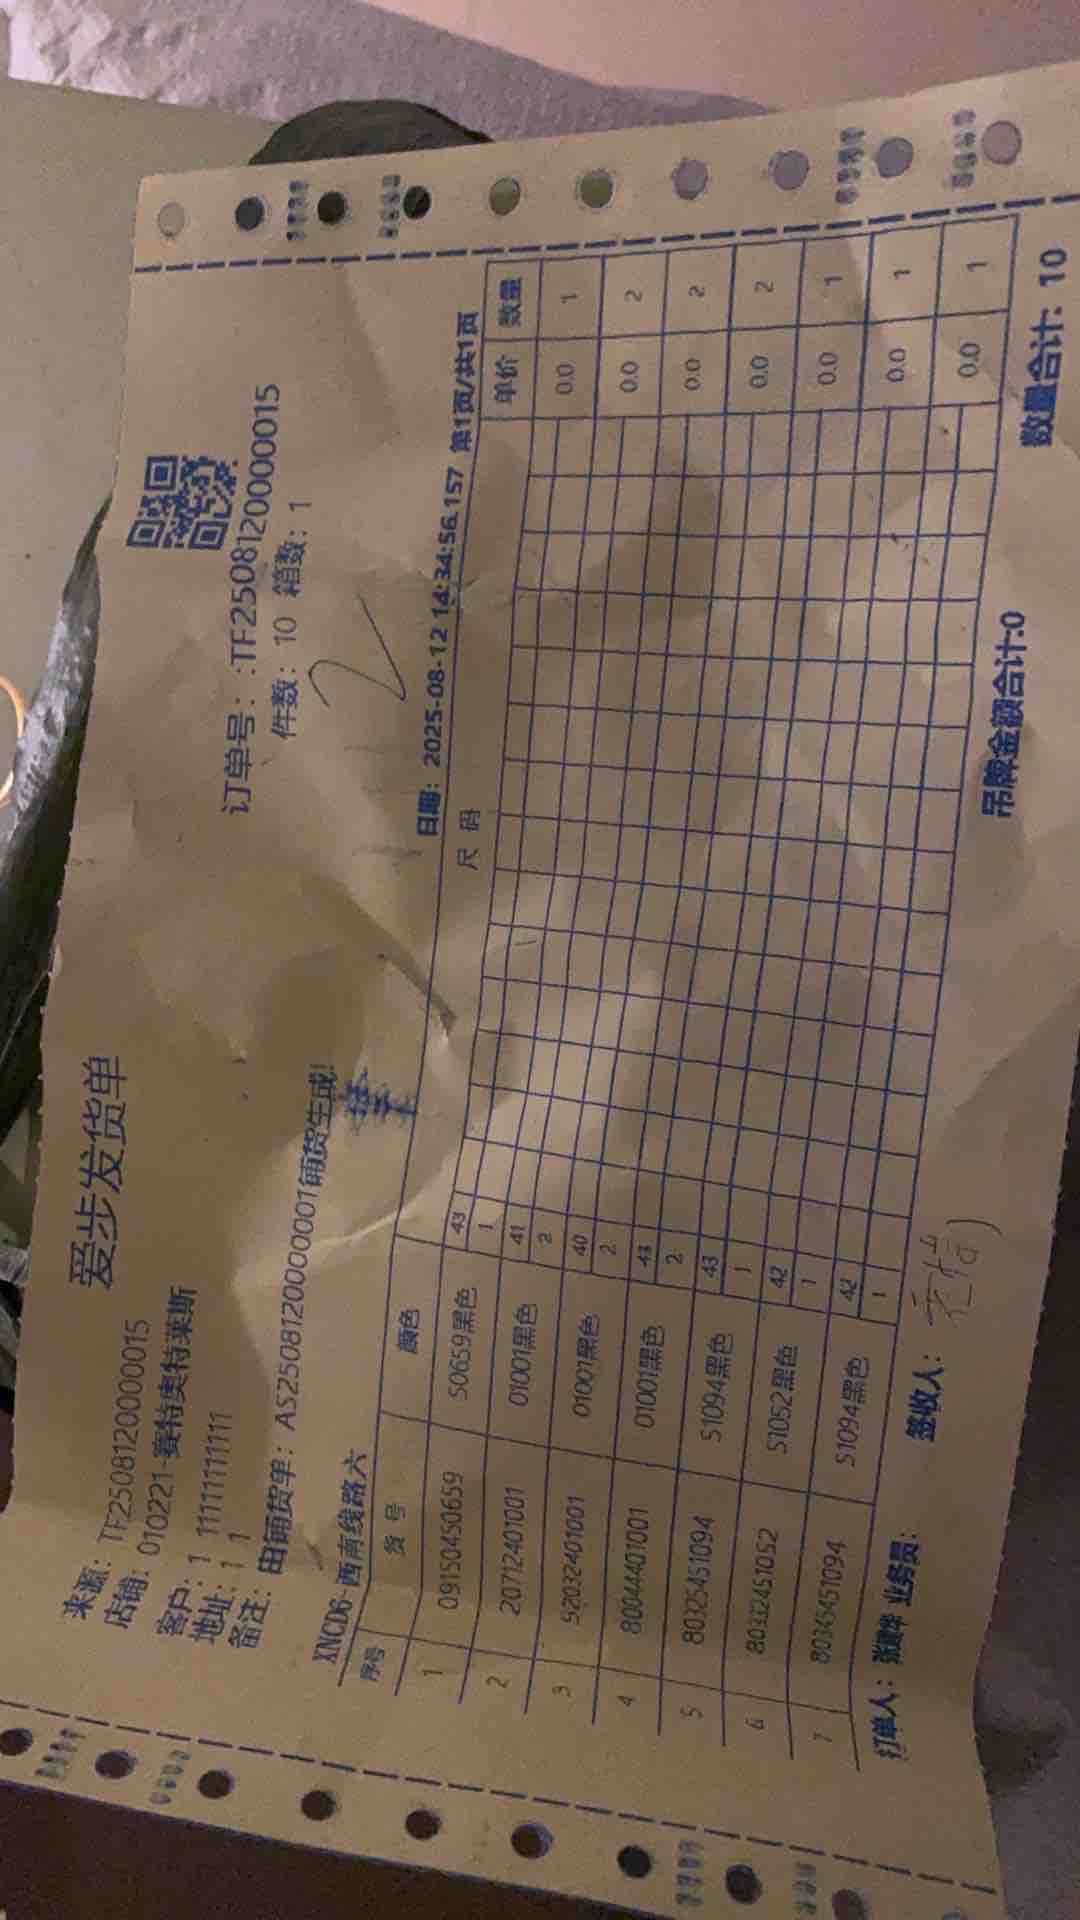 爱步发货单
来源: TF250812000015
店铺: 010221-赛特奥特莱斯
订单号: :TF250812000015
客户: 1 11111111111
件数: 10 箱数: 1
地址: 1 1
备注: 由铺货单: AS250812000001铺货生成!
XNCD6-西南线路六
日期: 2025-08-12 14:34:56.157 第1页/共1页
序号 货号 颜色 尺码 单价 数量
1 09150450659 50659黑色 43 0.0 1
1
2 20712401001 01001黑色 41 0.0 2
2
3 52032401001 01001黑色 40 0.0 2
2
4 80044401001 01001黑色 43 0.0 2
2
5 80325451094 51094黑色 43 0.0 1
1
6 80332451052 51052黑色 42 0.0 1
1
7 80345451094 51094黑色 42 0.0 1
1
打单人: 业务员: 签收人: 吊牌金额合计:0 数量合计: 10